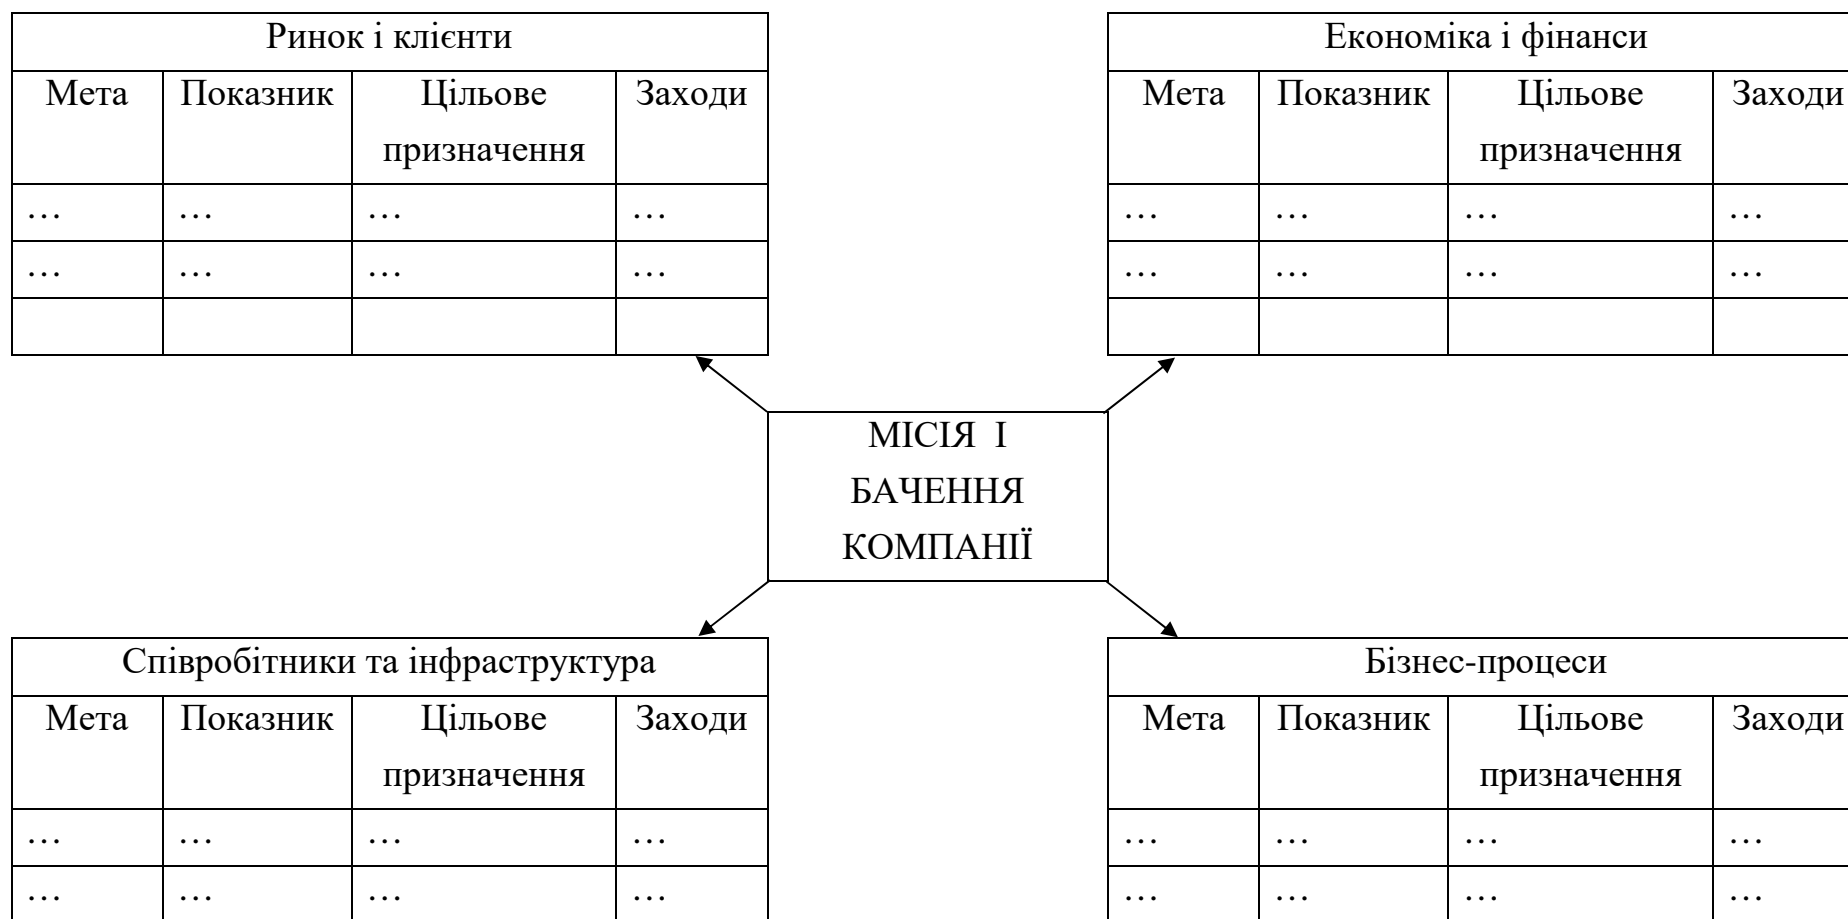 Ринок і клієнти
Мета Показник Цільове призначення Заходи
… … … …
… … … …
Економіка і фінанси
Мета Показник Цільове призначення Заходи
… … … …
… … … …
МІСІЯ І
БАЧЕННЯ
КОМПАНІЇ
Співробітники та інфраструктура
Мета Показник Цільове призначення Заходи
… … … …
… … … …
Бізнес-процеси
Мета Показник Цільове призначення Заходи
… … … …
… … … …